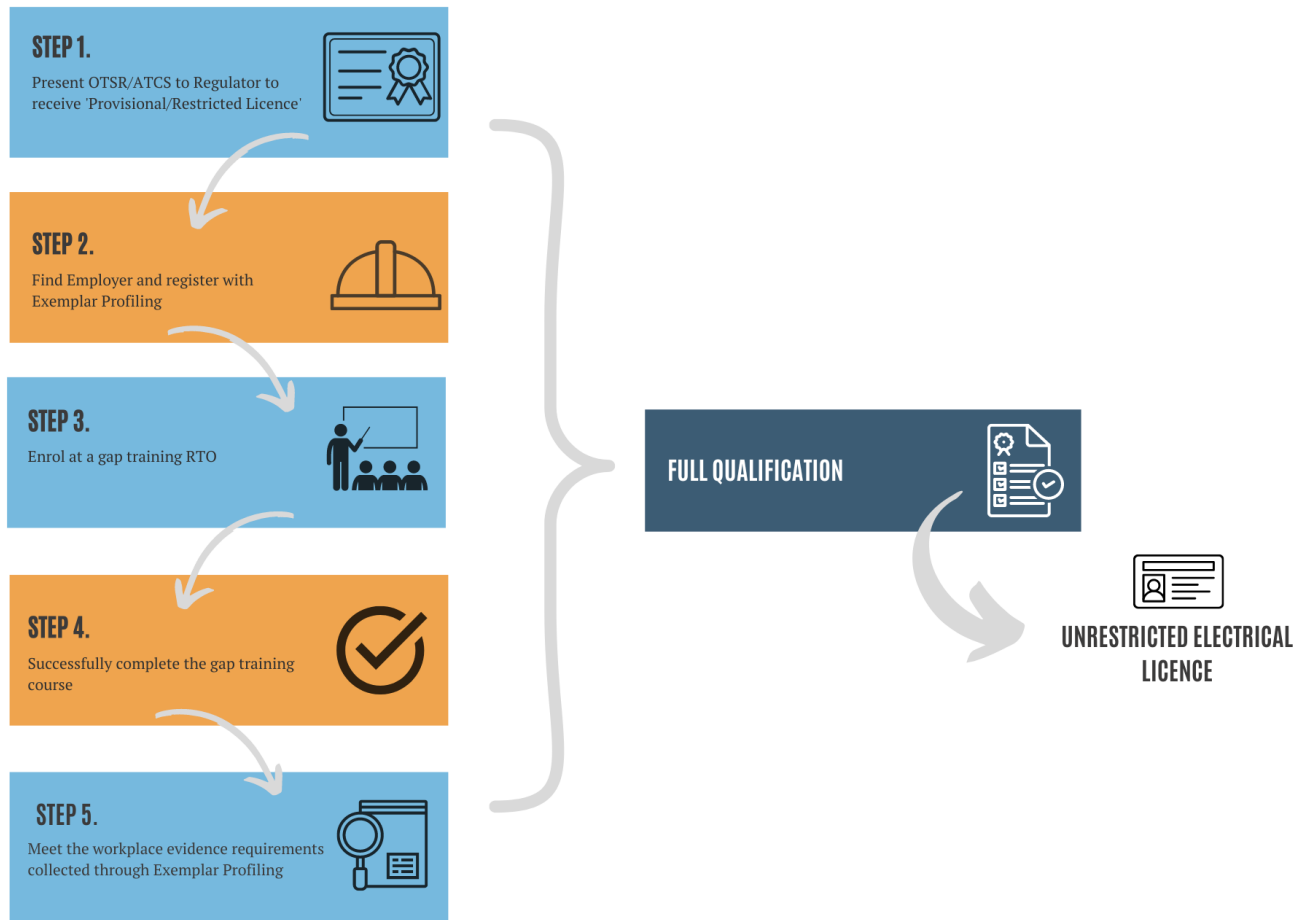 STEP 1.
Present OTSR/ATCS to Regulator to
receive 'Provisional/Restricted Licence'
STEP 2.
Find Employer and register with
Exemplar Profiling
STEP 3.
Enrol at a gap training RTO
STEP 4.
Successfully complete the gap training
course
STEP 5.
Meet the workplace evidence requirements
collected through Exemplar Profiling
FULL QUALIFICATION
UNRESTRICTED ELECTRICAL
LICENCE